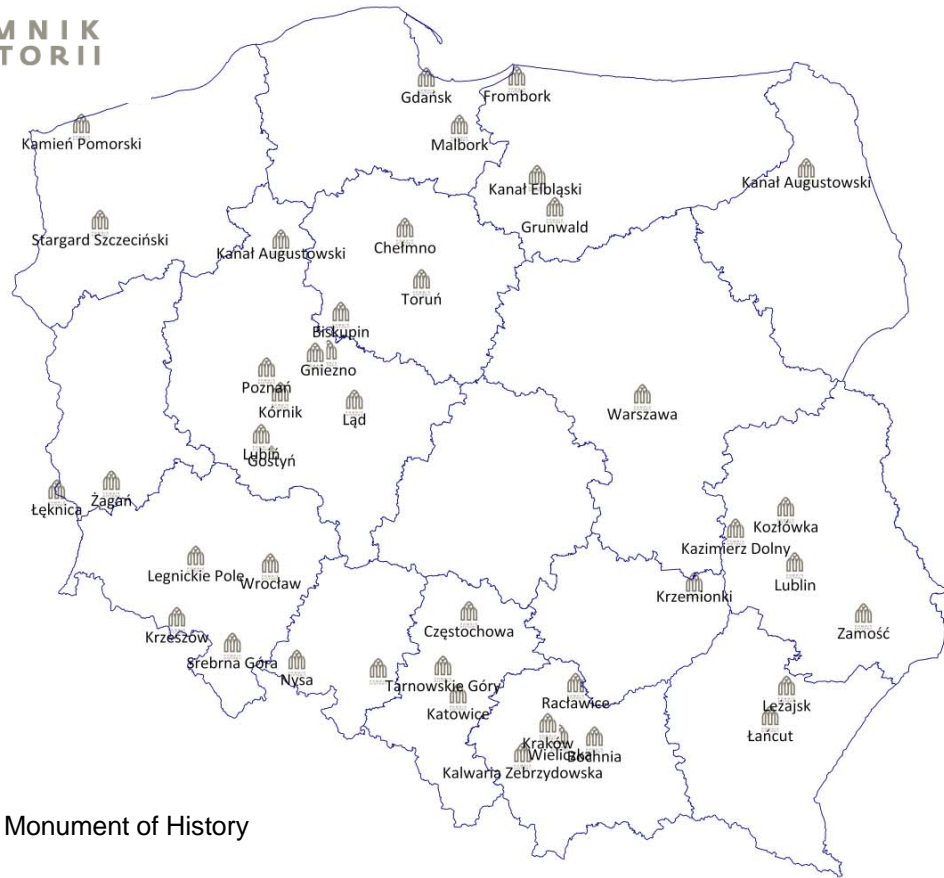 MNIK
TORII
Gdańsk
Frombork
Kamień Pomorski
Malbork
Kanał Elbląski
Kanał Augustowski
Stargard Szczeciński
Grunwald
Chełmno
Kanał Augustowski
Toruń
Biskupin
Gniezno
Poznań
Kórnik
Ląd
Warszawa
Lubiń
Gostyń
Łęknica
Żagań
Kozłówka
Kazimierz Dolny
Legnickie Pole
Wrocław
Lublin
Krzemionki
Krzeszów
Częstochowa
Zamość
Srebrna Góra
Nysa
Tarnowskie Góry
Katowice
Racławice
Leżajsk
Łańcut
Kraków
Wieliczka
Bochnia
Kalwaria Zebrzydowska
Monument of History